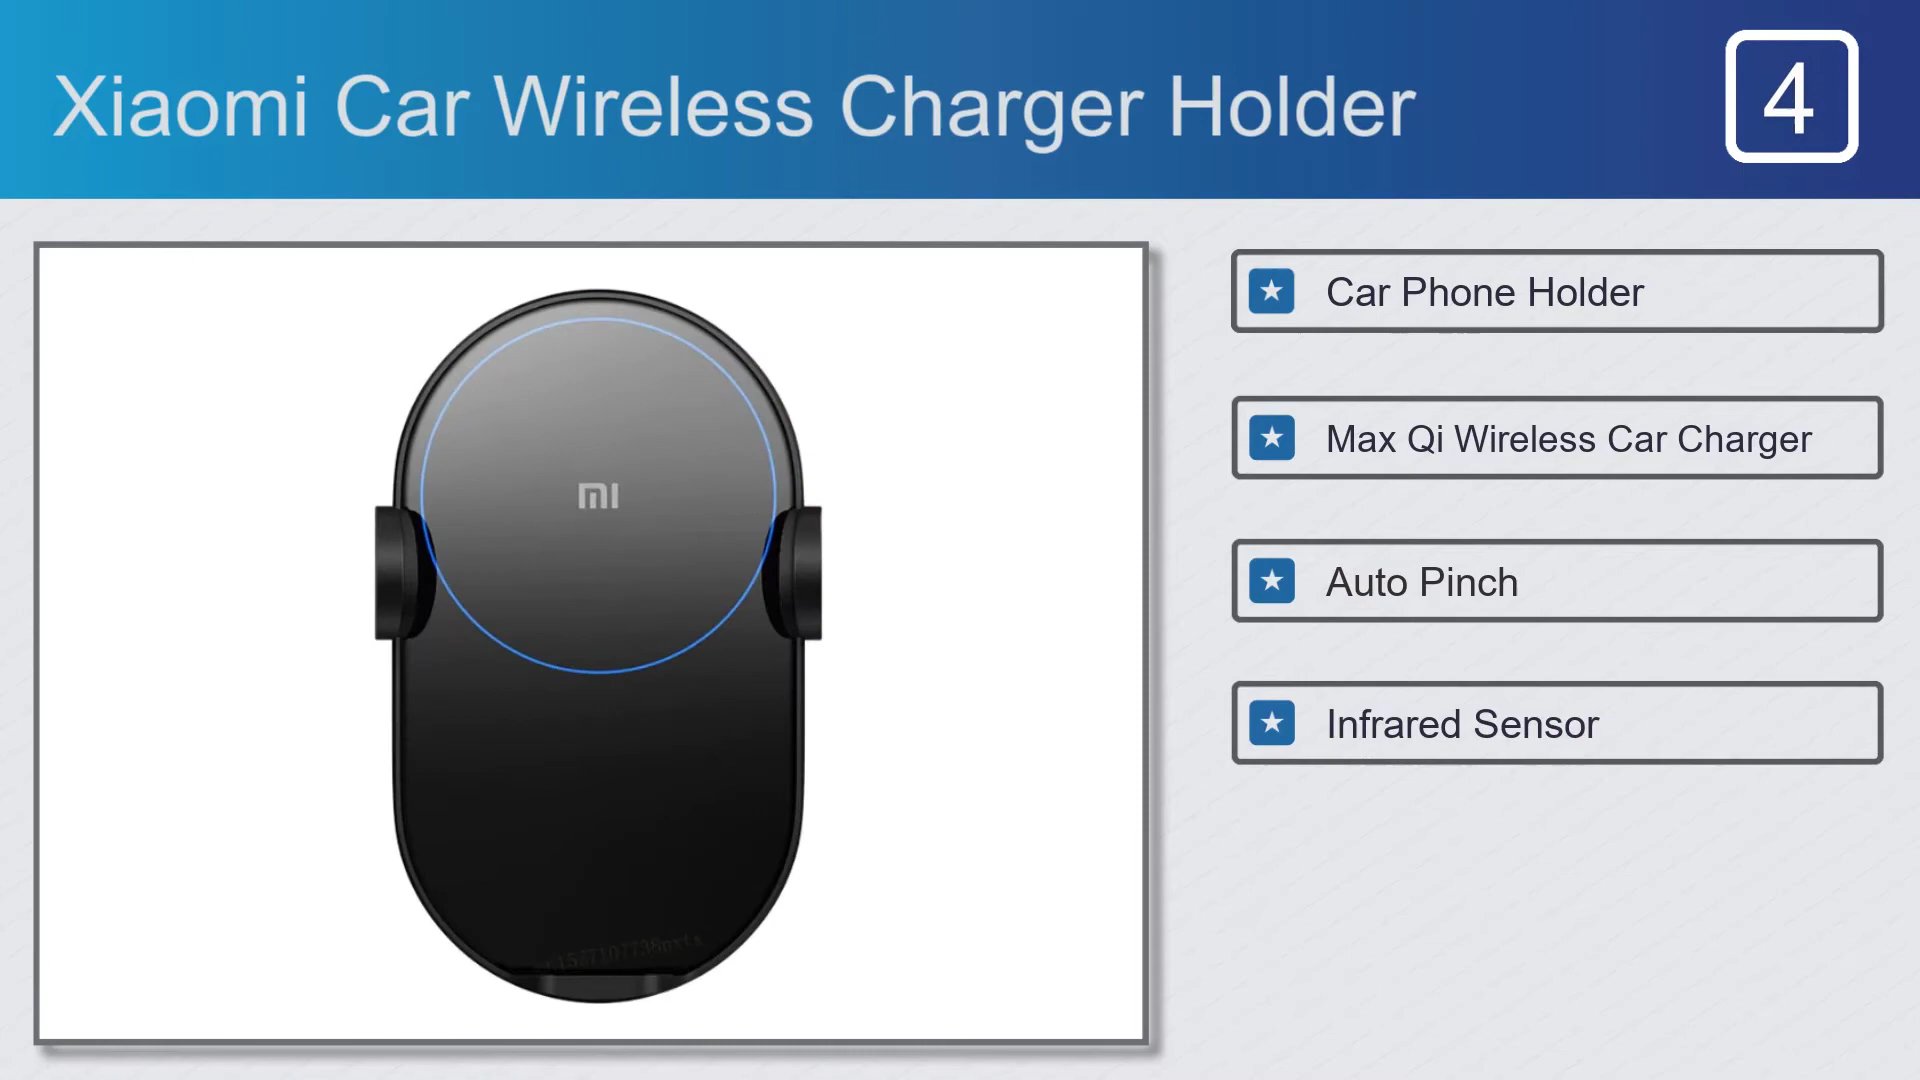 Xiaomi Car Wireless Charger Holder
4
mi
Car Phone Holder
Max Qi Wireless Car Charger
Auto Pinch
Infrared Sensor